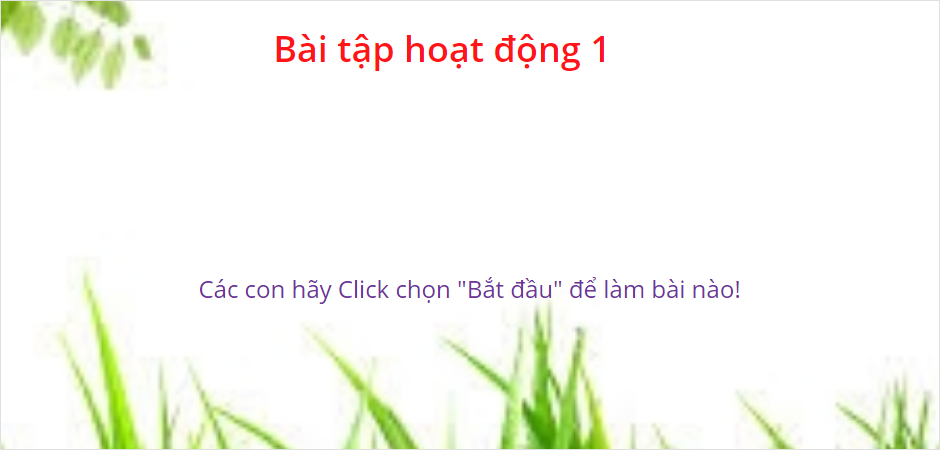 Bài tập hoạt động 1
Các con hãy Click chọn "Bắt đầu" để làm bài nào!